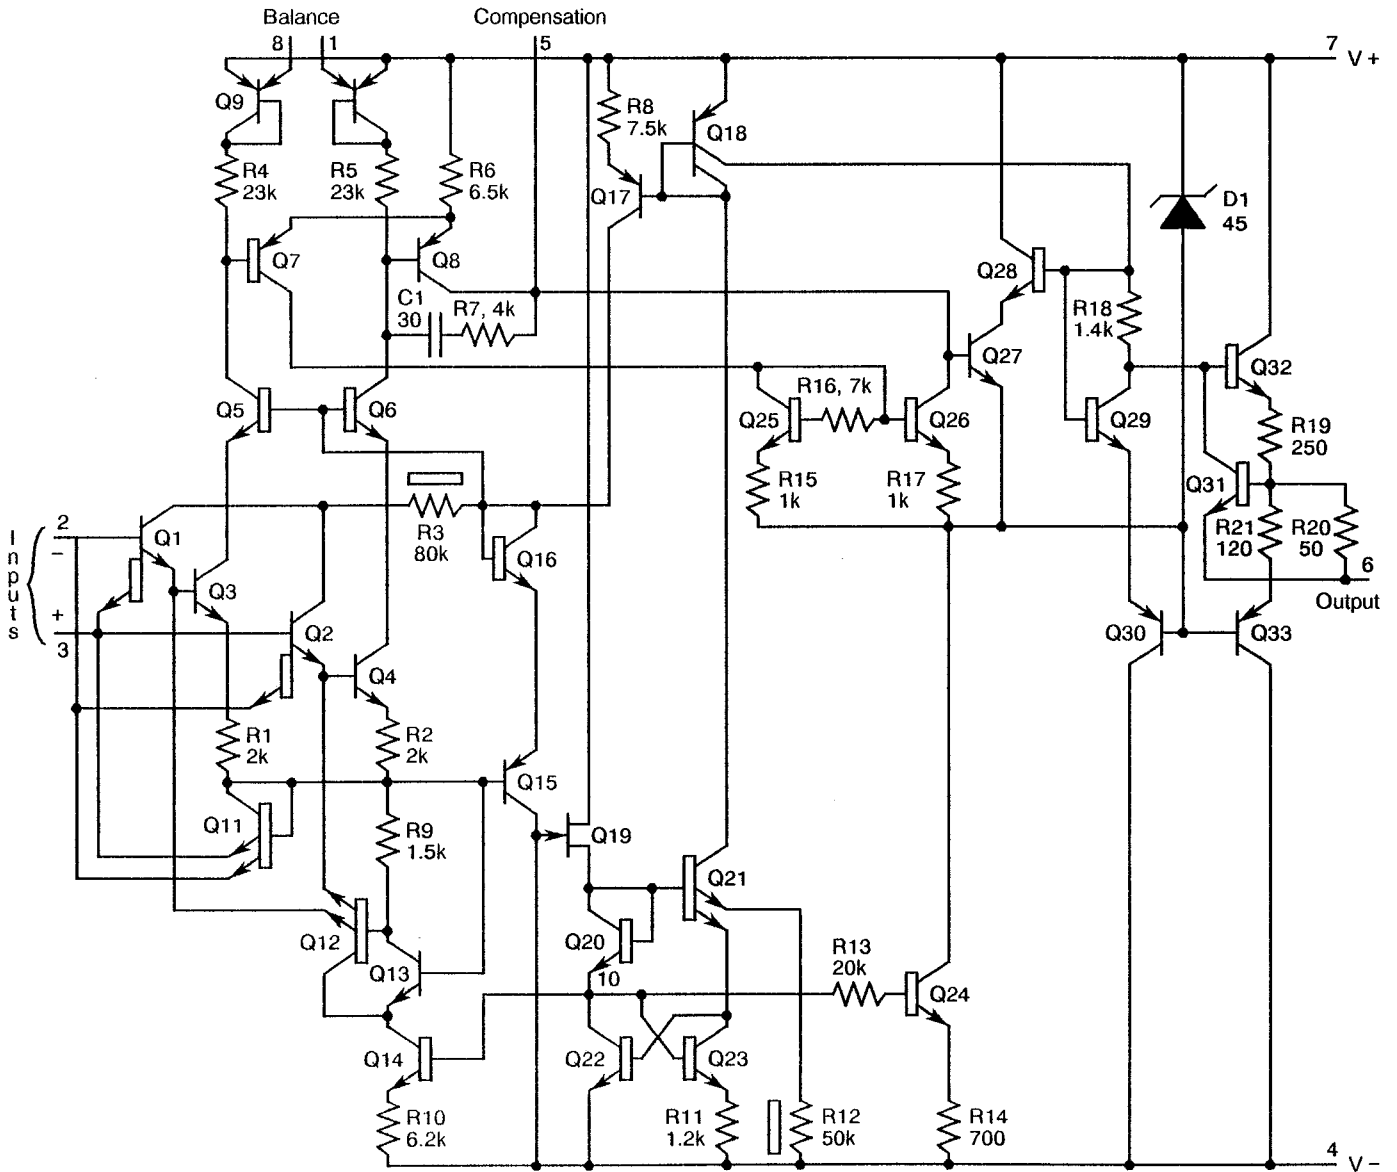 Balance
Compensation
8
1
5
7
V +
Q9
R4
23k
R5
23k
R6
6.5k
R8
7.5k
Q18
Q17
D1
45
Q7
Q8
Q28
C1
30
R7, 4k
R18
1.4k
Q27
Q5
Q6
R16, 7k
Q32
Q25
Q26
Q29
R19
250
R15
1k
R17
1k
Q31
R21
120
R20
50
6
Output
Inputs
2
−
Q1
R3
80k
Q16
Q3
+
3
Q2
Q4
Q30
Q33
R1
2k
R2
2k
Q15
Q11
R9
1.5k
Q19
Q21
Q12
Q13
Q20
10
R13
20k
Q24
Q14
Q22
Q23
R10
6.2k
R11
1.2k
R12
50k
R14
700
4
V −